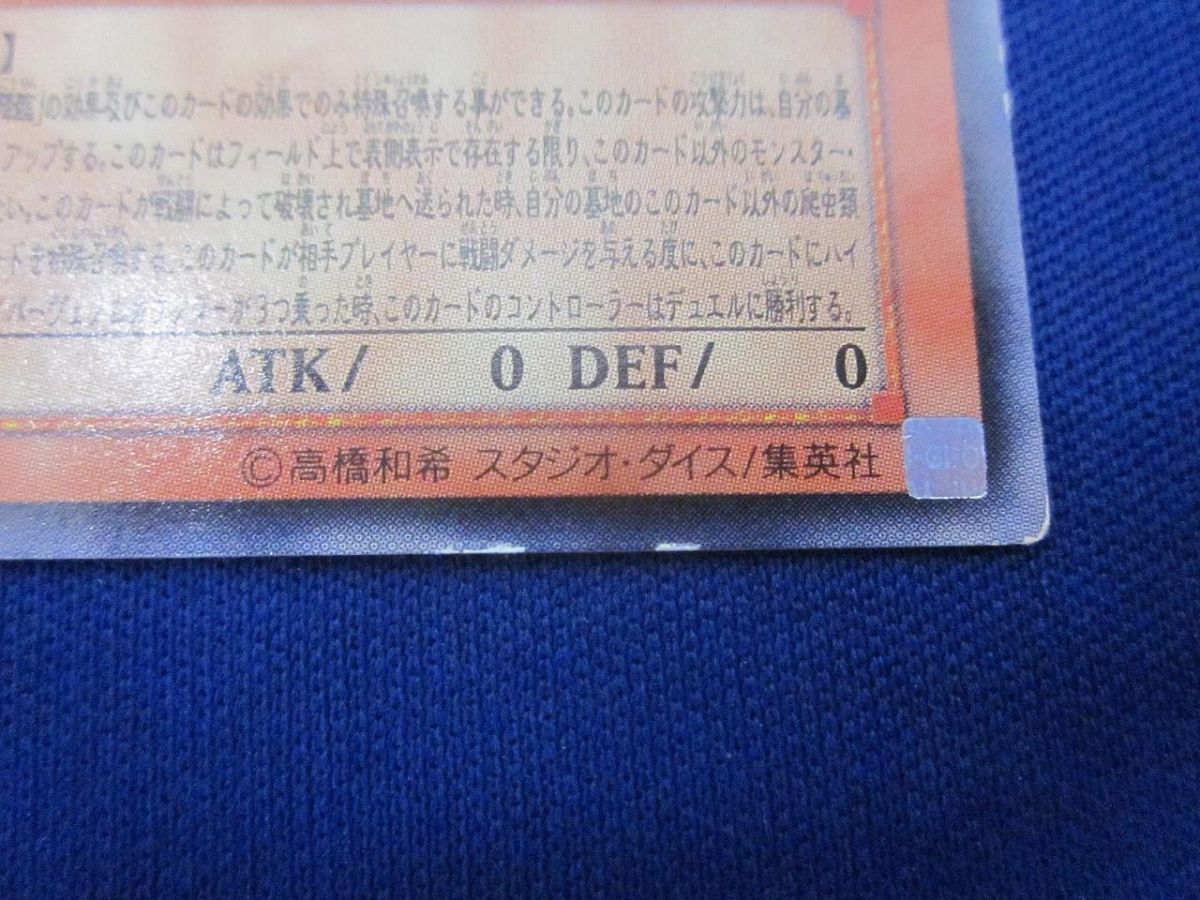 】
」の効果及びこのカードの効果でのみ特殊召喚する事ができる。このカードの攻撃力は、自分の墓
アップする。このカードはフィールド上で表側表示で存在する限り、このカード以外のモンスター・
い。このカードが戦闘によって破壊され墓地へ送られた時、自分の墓地のこのカード以外の爬虫類
ードを特殊召喚する。このカードが相手プレイヤーに戦闘ダメージを与える度に、このカードにハイ
3つ乗った時、このカードのコントローラーはデュエルに勝利する。
ATK/ 0 DEF/ 0
©高橋和希 スタジオ・ダイス/集英社